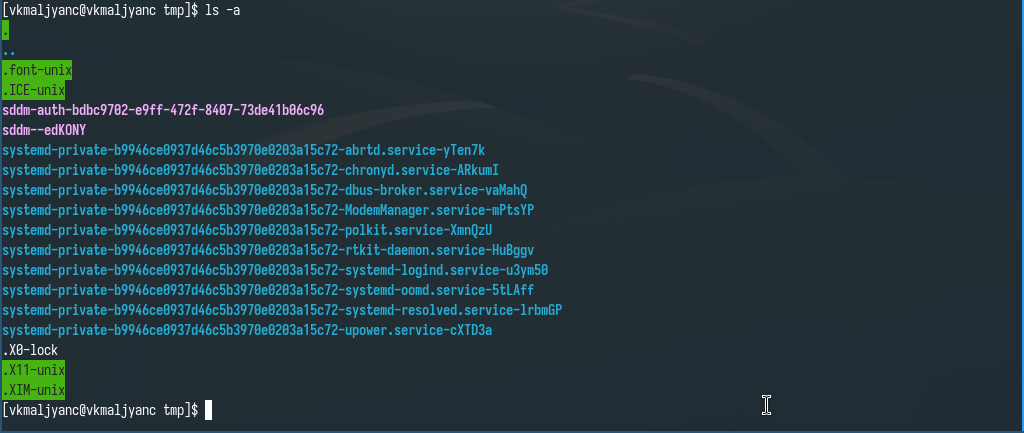 [vkmaljyanc@vkmaljyanc tmp]$ ls -a
.
..
.font-unix
.ICE-unix
sddm-auth-bdbc9702-e9ff-472f-8407-73de41b06c96
sddm--edKONY
systemd-private-b9946ce0937d46c5b3970e0203a15c72-abrtd.service-yTen7k
systemd-private-b9946ce0937d46c5b3970e0203a15c72-chronyd.service-ARkumI
systemd-private-b9946ce0937d46c5b3970e0203a15c72-dbus-broker.service-vaMahQ
systemd-private-b9946ce0937d46c5b3970e0203a15c72-ModemManager.service-mPtsYP
systemd-private-b9946ce0937d46c5b3970e0203a15c72-polkit.service-XmnQzU
systemd-private-b9946ce0937d46c5b3970e0203a15c72-rtkit-daemon.service-HuBggv
systemd-private-b9946ce0937d46c5b3970e0203a15c72-systemd-logind.service-u3ym50
systemd-private-b9946ce0937d46c5b3970e0203a15c72-systemd-oomd.service-5tLAff
systemd-private-b9946ce0937d46c5b3970e0203a15c72-systemd-resolved.service-lrbmGP
systemd-private-b9946ce0937d46c5b3970e0203a15c72-upower.service-cXTD3a
.X0-lock
.X11-unix
.XIM-unix
[vkmaljyanc@vkmaljyanc tmp]$